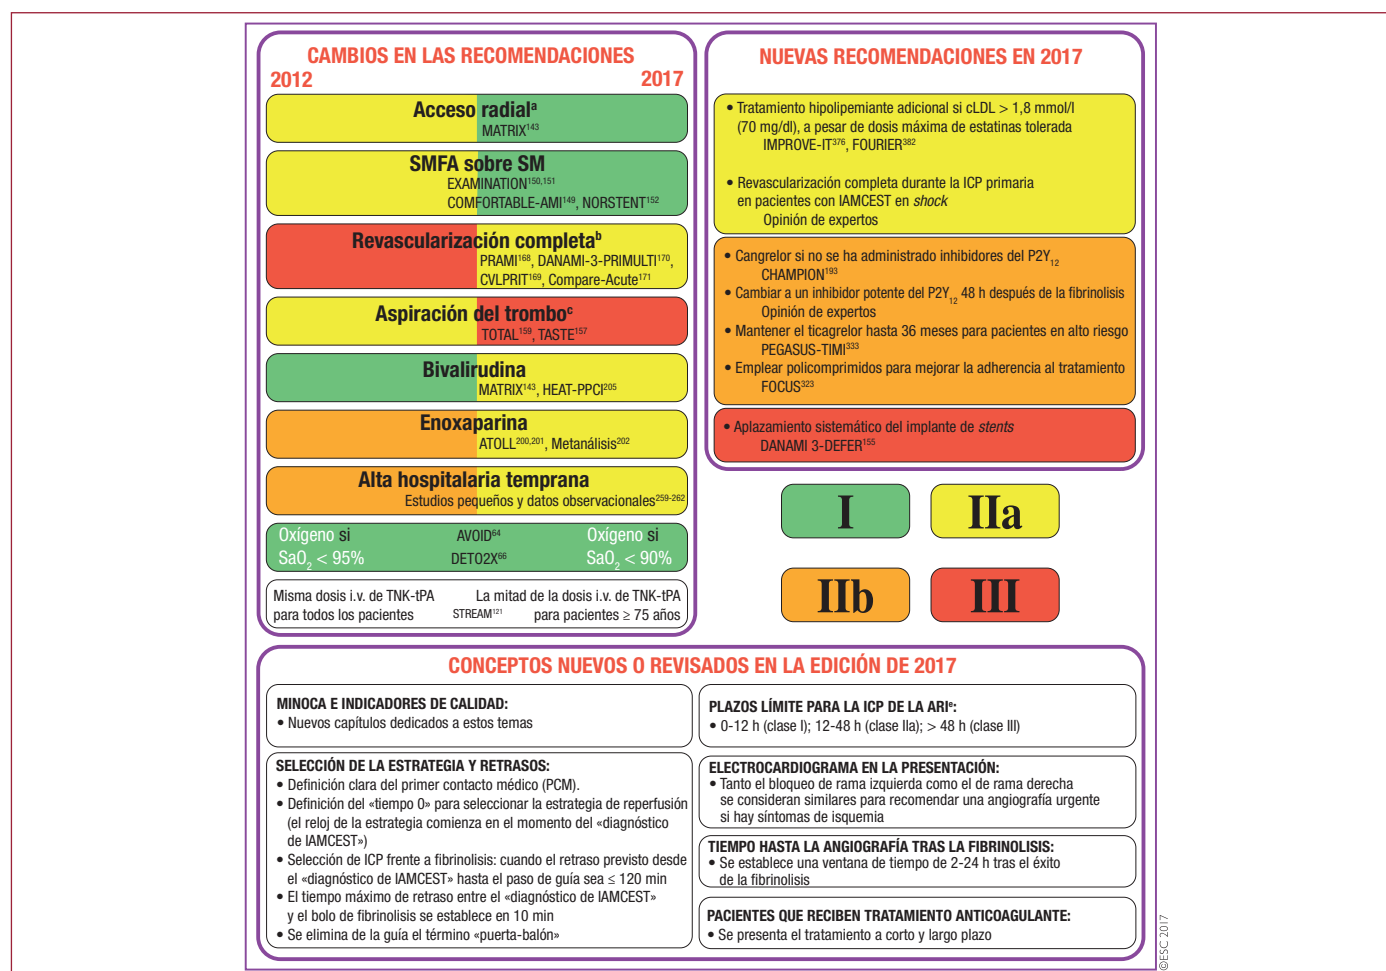 CAMBIOS EN LAS RECOMENDACIONES
2012 2017
Acceso radialᵃ
MATRIX¹⁴³
SMFA sobre SM
EXAMINATION¹⁵⁰,¹⁵¹
COMFORTABLE-AMI¹⁴⁹, NORSTENT¹⁵²
Revascularización completaᵇ
PRAMI¹⁶⁸, DANAMI-3-PRIMULTI¹⁷⁰,
CVLPRIT¹⁶⁹, Compare-Acute¹⁷¹
Aspiración del tromboᶜ
TOTAL¹⁵⁹, TASTE¹⁵⁷
Bivalirudina
MATRIX¹⁴³, HEAT-PPCI²⁰⁵
Enoxaparina
ATOLL²⁰⁰,²⁰¹, Metanálisis²⁰²
Alta hospitalaria temprana
Estudios pequeños y datos observacionales²⁵⁹⁻²⁶²
Oxígeno si AVOID⁶⁴ Oxígeno si
SaO₂ < 95% DETO2X⁶⁶ SaO₂ < 90%
Misma dosis i.v. de TNK-tPA La mitad de la dosis i.v. de TNK-tPA
para todos los pacientes STREAM¹²¹ para pacientes ≥ 75 años
NUEVAS RECOMENDACIONES EN 2017
• Tratamiento hipolipemiante adicional si cLDL > 1,8 mmol/l
(70 mg/dl), a pesar de dosis máxima de estatinas tolerada
IMPROVE-IT³⁷⁶, FOURIER³⁸²
• Revascularización completa durante la ICP primaria
en pacientes con IAMCEST en shock
Opinión de expertos
• Cangrelor si no se ha administrado inhibidores del P2Y₁₂
CHAMPION¹⁹³
• Cambiar a un inhibidor potente del P2Y₁₂ 48 h después de la fibrinolisis
Opinión de expertos
• Mantener el ticagrelor hasta 36 meses para pacientes en alto riesgo
PEGASUS-TIMI³³³
• Emplear policomprimidos para mejorar la adherencia al tratamiento
FOCUS³²³
• Aplazamiento sistemático del implante de stents
DANAMI 3-DEFER¹⁵⁵
I IIa
IIb III
CONCEPTOS NUEVOS O REVISADOS EN LA EDICIÓN DE 2017
MINOCA E INDICADORES DE CALIDAD:
• Nuevos capítulos dedicados a estos temas
SELECCIÓN DE LA ESTRATEGIA Y RETRASOS:
• Definición clara del primer contacto médico (PCM).
• Definición del «tiempo 0» para seleccionar la estrategia de reperfusión
(el reloj de la estrategia comienza en el momento del «diagnóstico
de IAMCEST»)
• Selección de ICP frente a fibrinolisis: cuando el retraso previsto desde
el «diagnóstico de IAMCEST» hasta el paso de guía sea ≤ 120 min
• El tiempo máximo de retraso entre el «diagnóstico de IAMCEST»
y el bolo de fibrinolisis se establece en 10 min
• Se elimina de la guía el término «puerta-balón»
PLAZOS LÍMITE PARA LA ICP DE LA ARIᵉ:
• 0-12 h (clase I); 12-48 h (clase IIa); > 48 h (clase III)
ELECTROCARDIOGRAMA EN LA PRESENTACIÓN:
• Tanto el bloqueo de rama izquierda como el de rama derecha
se consideran similares para recomendar una angiografía urgente
si hay síntomas de isquemia
TIEMPO HASTA LA ANGIOGRAFÍA TRAS LA FIBRINOLISIS:
• Se establece una ventana de tiempo de 2-24 h tras el éxito
de la fibrinolisis
PACIENTES QUE RECIBEN TRATAMIENTO ANTICOAGULANTE:
• Se presenta el tratamiento a corto y largo plazo
©ESC 2017